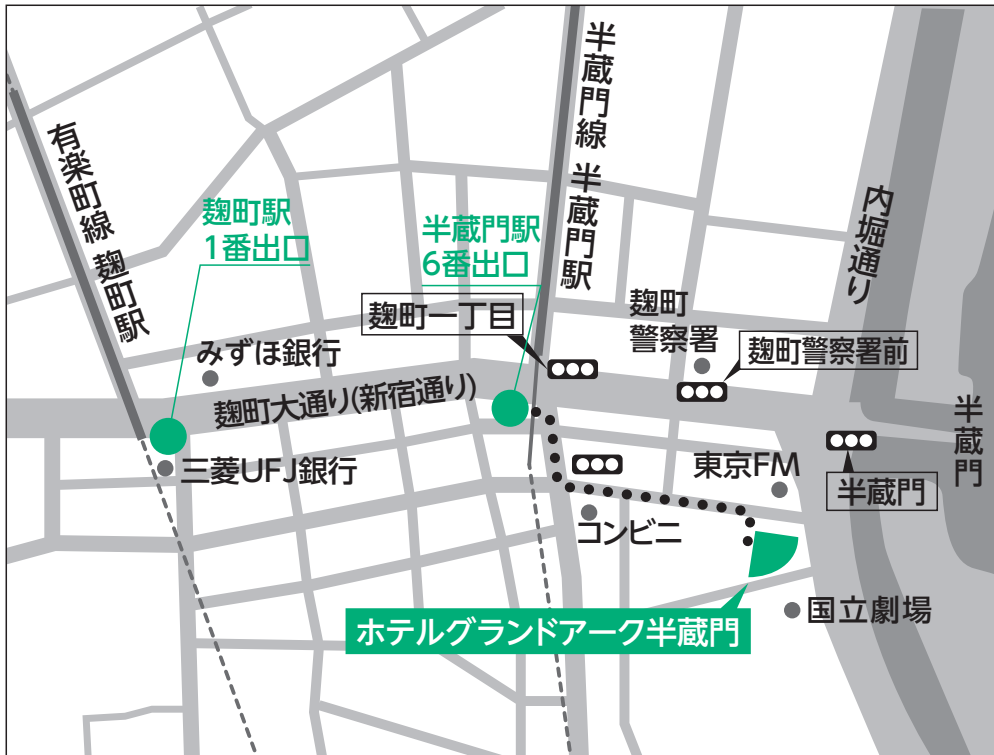 有楽町線 麹町駅
麹町駅
1番出口
半蔵門線 半蔵門駅
半蔵門駅
6番出口
麹町一丁目
麹町
警察署
麹町警察署前
内堀通り
みずほ銀行
麹町大通り(新宿通り)
三菱UFJ銀行
東京FM
半蔵門
半蔵門
コンビニ
国立劇場
ホテルグランドアーク半蔵門